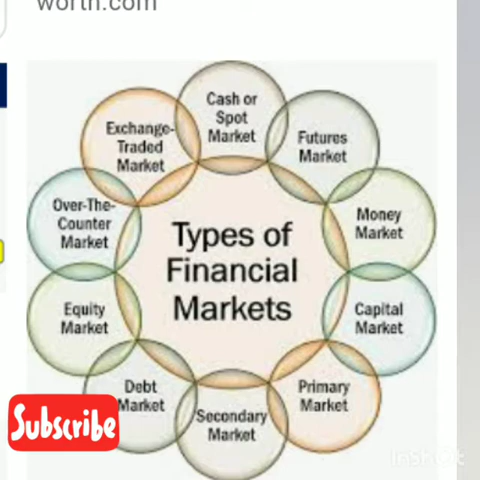 worth.com
Cash or
Spot
Market
Futures
Market
Money
Market
Capital
Market
Primary
Market
Secondary
Market
Debt
Market
Equity
Market
Over-The-
Counter
Market
Exchange-
Traded
Market
Types of
Financial
Markets
Subscribe
InShOt